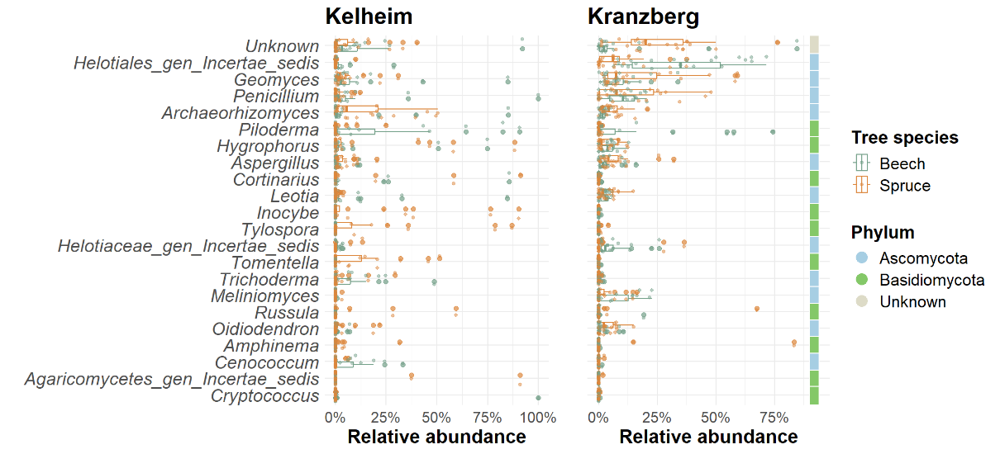 Kelheim
Kranzberg
Unknown
Helotiales_gen_Incertae_sedis
Geomyces
Penicillium
Archaeorhizomyces
Piloderma
Hygrophorus
Aspergillus
Cortinarius
Leotia
Inocybe
Tylospora
Helotiaceae_gen_Incertae_sedis
Tomentella
Trichoderma
Meliniomyces
Russula
Oidiodendron
Amphinema
Cenococcum
Agaricomycetes_gen_Incertae_sedis
Cryptococcus
0% 25% 50% 75% 100%
Relative abundance
0% 25% 50% 75%
Relative abundance
Tree species
Beech
Spruce
Phylum
Ascomycota
Basidiomycota
Unknown